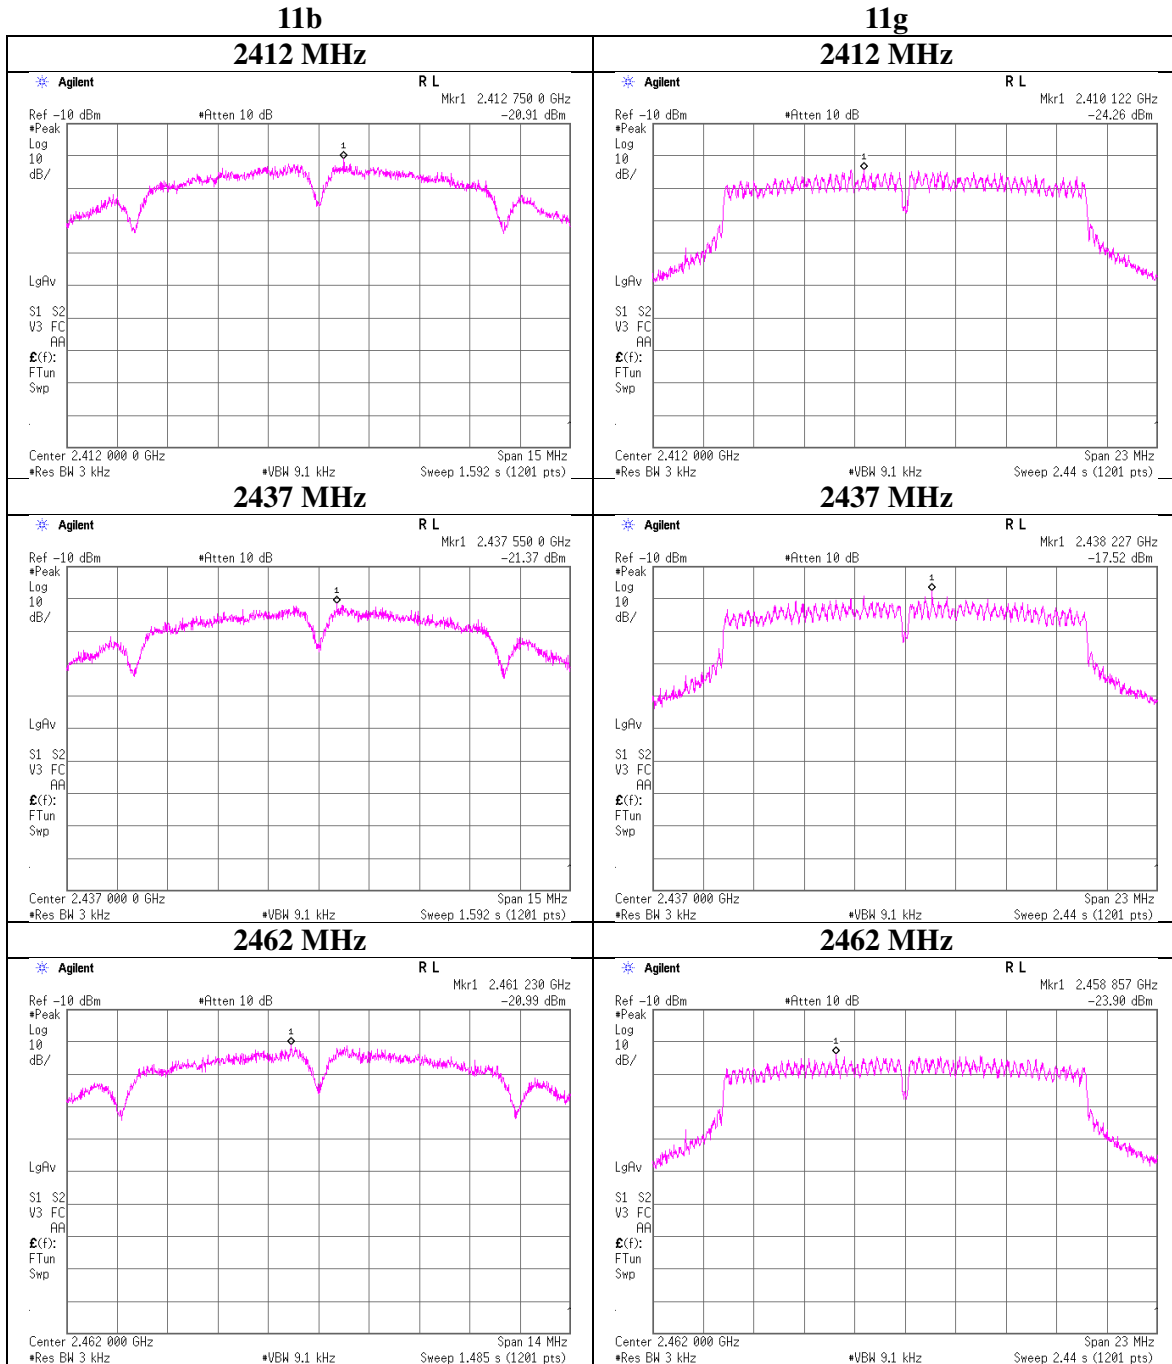 11b 11g
2412 MHz 2412 MHz
Agilent R L
Mkr1 2.412 750 0 GHz
Ref -10 dBm #Atten 10 dB -20.91 dBm
#Peak
Log
10
dB/
1
LgAv
S1 S2
V3 FC
AA
£(f):
FTun
Swp
Center 2.412 000 0 GHz Span 15 MHz
#Res BW 3 kHz #VBW 9.1 kHz Sweep 1.592 s (1201 pts)
Agilent R L
Mkr1 2.410 122 GHz
Ref -10 dBm #Atten 10 dB -24.26 dBm
#Peak
Log
10
dB/
1
LgAv
S1 S2
V3 FC
AA
£(f):
FTun
Swp
Center 2.412 000 GHz Span 23 MHz
#Res BW 3 kHz #VBW 9.1 kHz Sweep 2.44 s (1201 pts)
2437 MHz 2437 MHz
Agilent R L
Mkr1 2.437 550 0 GHz
Ref -10 dBm #Atten 10 dB -21.37 dBm
#Peak
Log
10
dB/
1
LgAv
S1 S2
V3 FC
AA
£(f):
FTun
Swp
Center 2.437 000 0 GHz Span 15 MHz
#Res BW 3 kHz #VBW 9.1 kHz Sweep 1.592 s (1201 pts)
Agilent R L
Mkr1 2.438 227 GHz
Ref -10 dBm #Atten 10 dB -17.52 dBm
#Peak
Log
10
dB/
1
LgAv
S1 S2
V3 FC
AA
£(f):
FTun
Swp
Center 2.437 000 GHz Span 23 MHz
#Res BW 3 kHz #VBW 9.1 kHz Sweep 2.44 s (1201 pts)
2462 MHz 2462 MHz
Agilent R L
Mkr1 2.461 230 GHz
Ref -10 dBm #Atten 10 dB -20.99 dBm
#Peak
Log
10
dB/
1
LgAv
S1 S2
V3 FC
AA
£(f):
FTun
Swp
Center 2.462 000 GHz Span 14 MHz
#Res BW 3 kHz #VBW 9.1 kHz Sweep 1.485 s (1201 pts)
Agilent R L
Mkr1 2.458 857 GHz
Ref -10 dBm #Atten 10 dB -23.90 dBm
#Peak
Log
10
dB/
1
LgAv
S1 S2
V3 FC
AA
£(f):
FTun
Swp
Center 2.462 000 GHz Span 23 MHz
#Res BW 3 kHz #VBW 9.1 kHz Sweep 2.44 s (1201 pts)